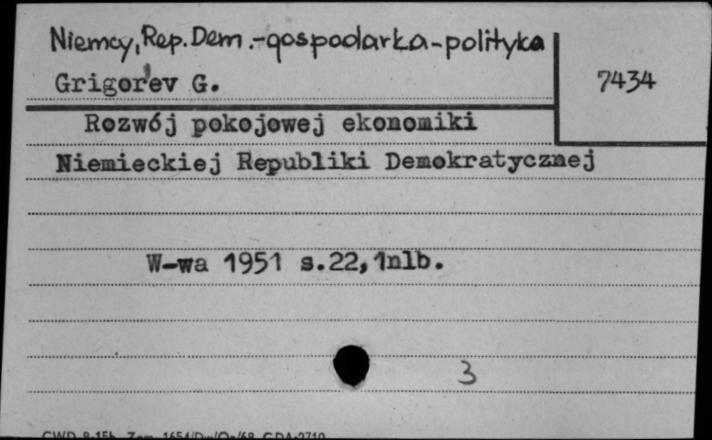 Niemcy, Rep. Dem. - gospodarka - polityka
Grigor'ev G.
7434
Rozwój pokojowej ekonomiki
Niemieckiej Republiki Demokratycznej
W-wa 1951 s.22,1nlb.
3